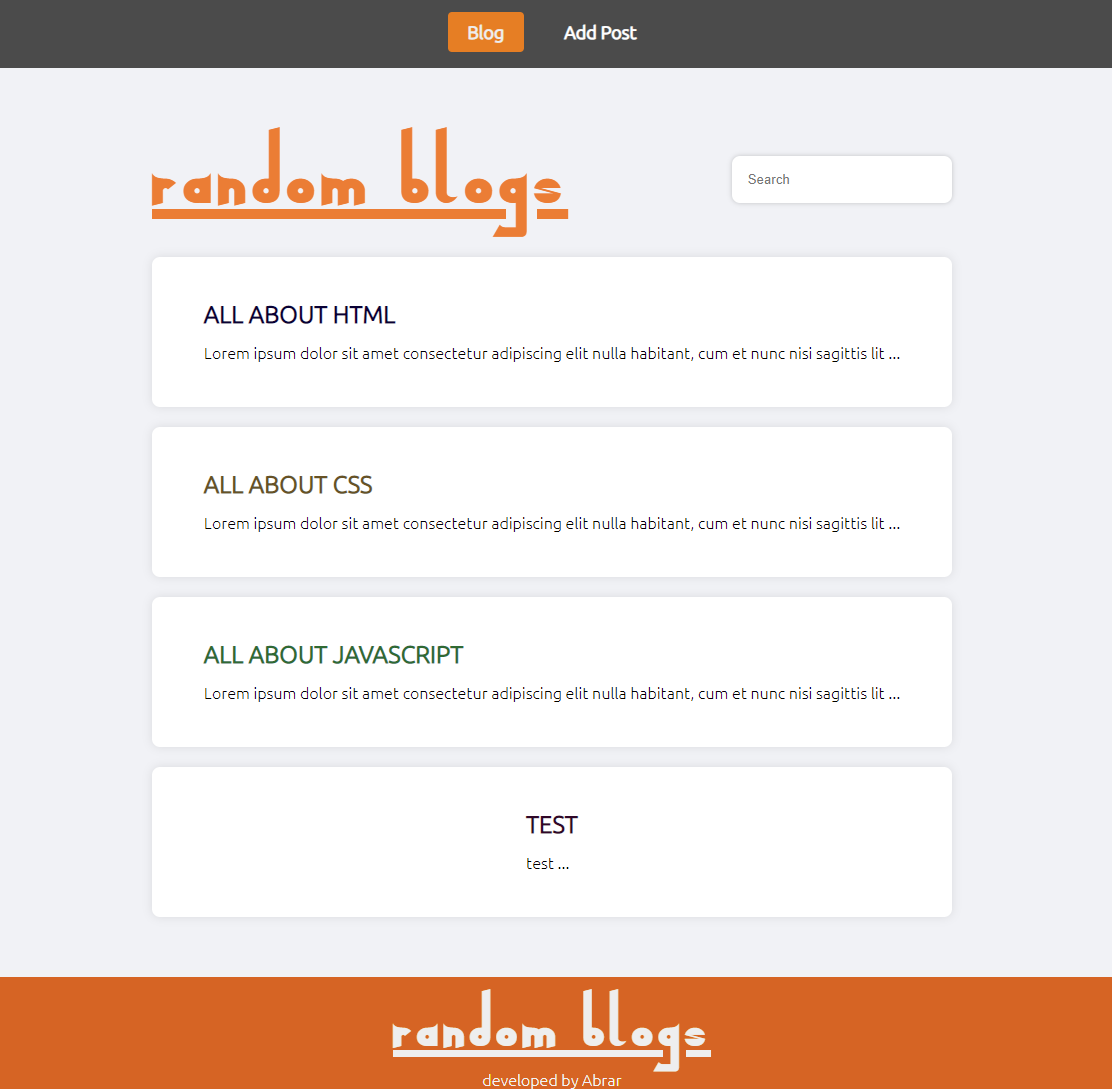 Blog Add Post
random blogs
Search
ALL ABOUT HTML
Lorem ipsum dolor sit amet consectetur adipiscing elit nulla habitant, cum et nunc nisi sagittis lit ...
ALL ABOUT CSS
Lorem ipsum dolor sit amet consectetur adipiscing elit nulla habitant, cum et nunc nisi sagittis lit ...
ALL ABOUT JAVASCRIPT
Lorem ipsum dolor sit amet consectetur adipiscing elit nulla habitant, cum et nunc nisi sagittis lit ...
TEST
test ...
random blogs
developed by Abrar